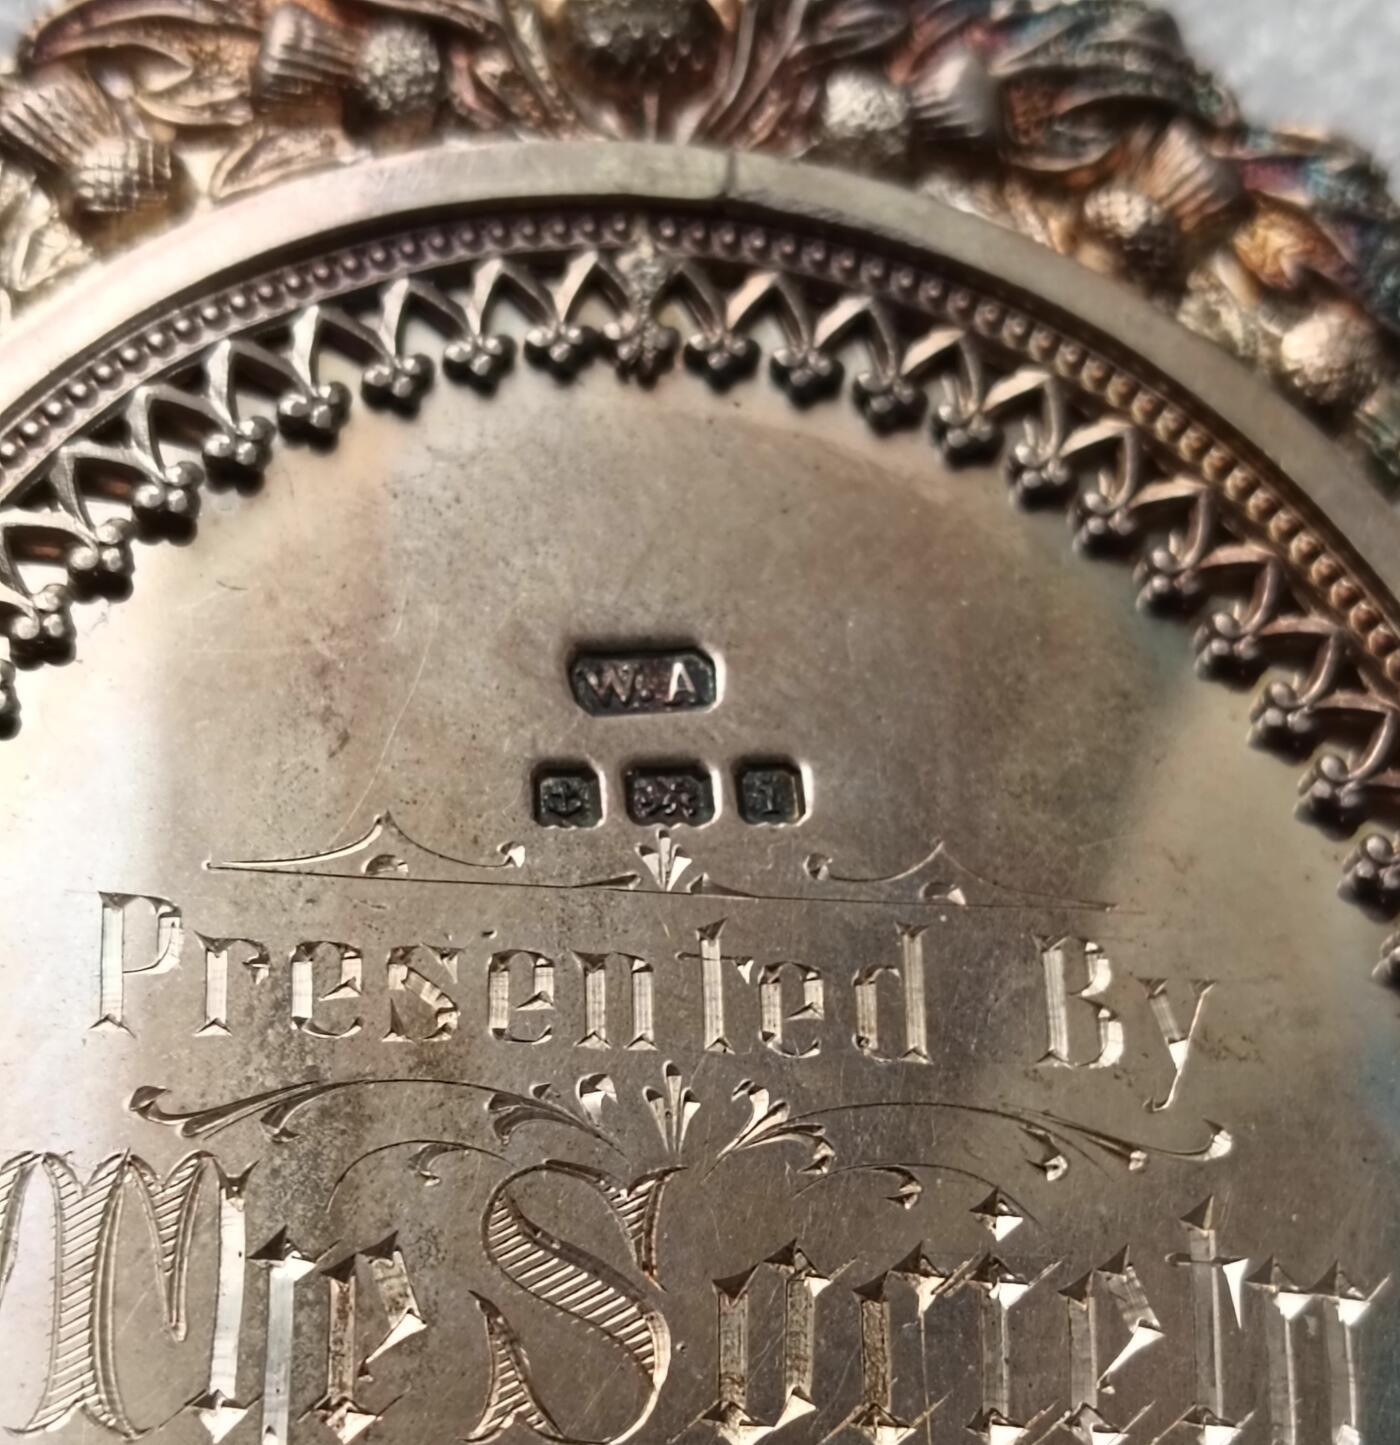 W.A
Presented By
The Society